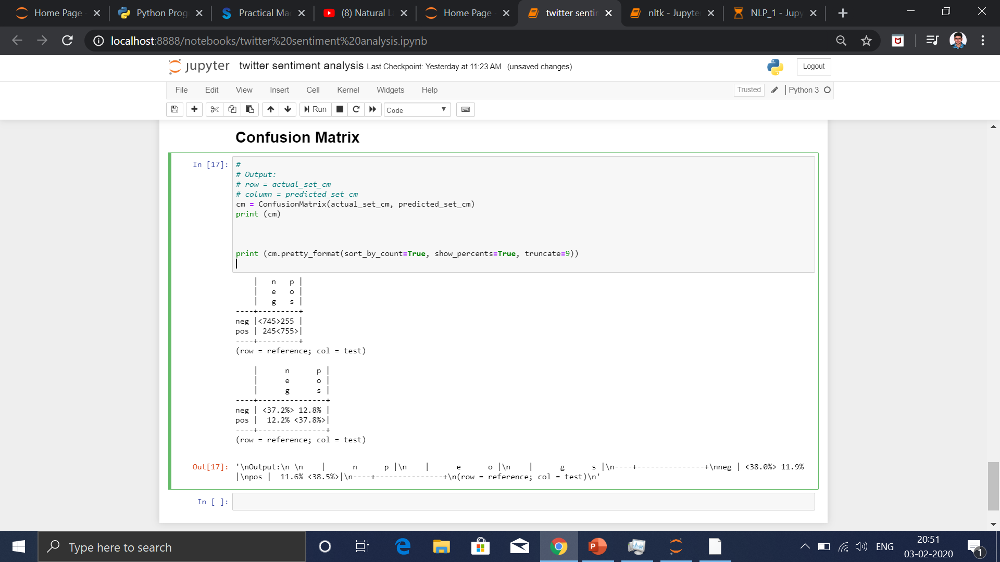 Home Page
Python Prog
Practical Ma
(8) Natural L
Home Page
twitter sentim
nltk - Jupyte
NLP_1 - Jupy
localhost:8888/notebooks/twitter%20sentiment%20analysis.ipynb
jupyter twitter sentiment analysis Last Checkpoint: Yesterday at 11:23 AM (unsaved changes)
Logout
File Edit View Insert Cell Kernel Widgets Help
Trusted Python 3
Run Code
Confusion Matrix
In [17]: #
# Output:
# row = actual_set_cm
# column = predicted_set_cm
cm = ConfusionMatrix(actual_set_cm, predicted_set_cm)
print (cm)
print (cm.pretty_format(sort_by_count=True, show_percents=True, truncate=9))
    |   n   p |
    |   e   o |
    |   g   s |
----+---------+
neg |<745>255 |
pos | 245<755>|
----+---------+
(row = reference; col = test)
    |      n      p |
    |      e      o |
    |      g      s |
----+---------------+
neg | <37.2%> 12.8% |
pos |  12.2% <37.8%>|
----+---------------+
(row = reference; col = test)
Out[17]: '\nOutput:\n \n    |      n      p |\n    |      e      o |\n    |      g      s |\n----+---------------+\nneg | <38.0%> 11.9%
|\npos |  11.6% <38.5%>|\n----+---------------+\n(row = reference; col = test)\n'
In [ ]:
Type here to search
ENG
20:51
03-02-2020
1